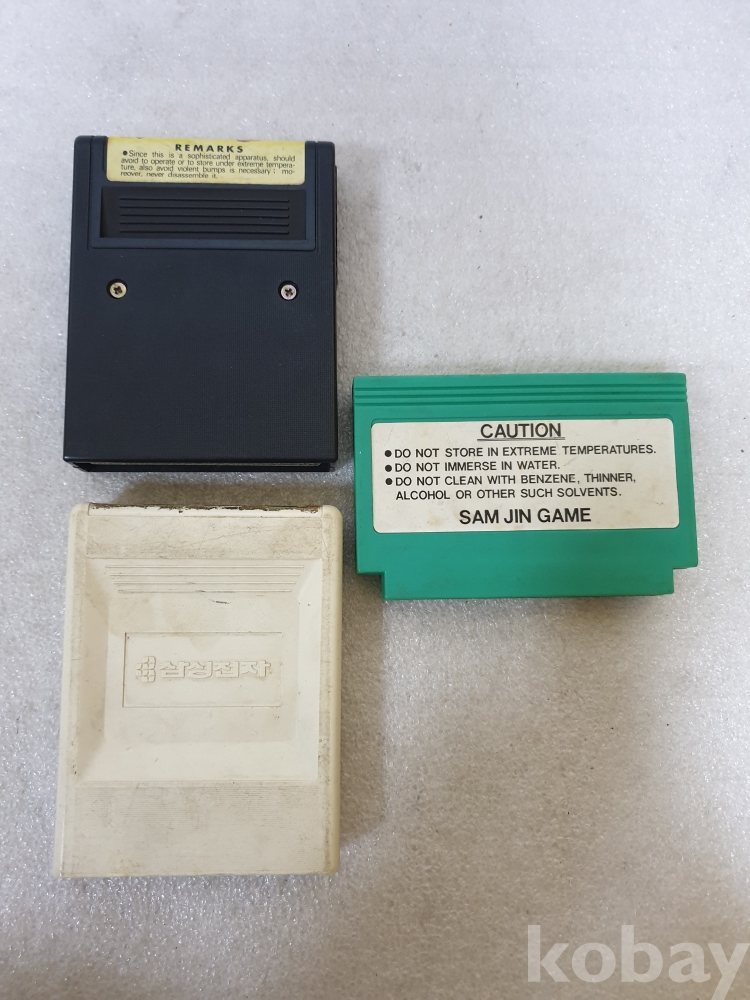 REMARKS
●Since this is a sophisticated apparatus, should
avoid to operate or to store under extreme tempera-
ture, also avoid violent bumps is necessary; mo-
reover, never disassemble it.
CAUTION
●DO NOT STORE IN EXTREME TEMPERATURES.
●DO NOT IMMERSE IN WATER.
●DO NOT CLEAN WITH BENZENE, THINNER,
ALCOHOL OR OTHER SUCH SOLVENTS.
SAM JIN GAME
삼성전자
kobay